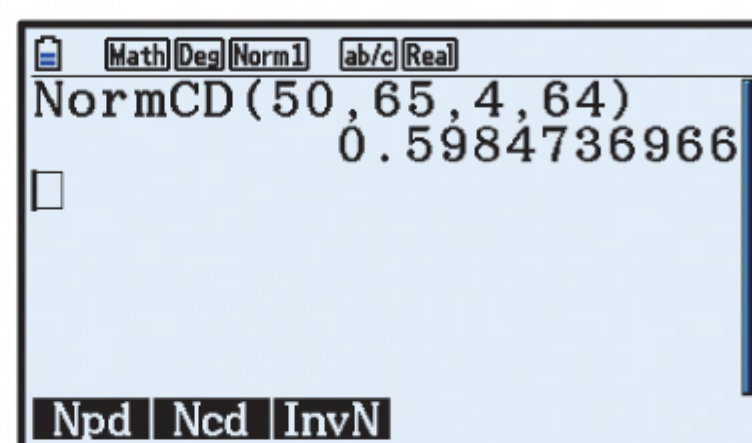 Math Deg Norm1 ab/c Real
NormCD(50,65,4,64)
0.5984736966
Npd Ncd InvN